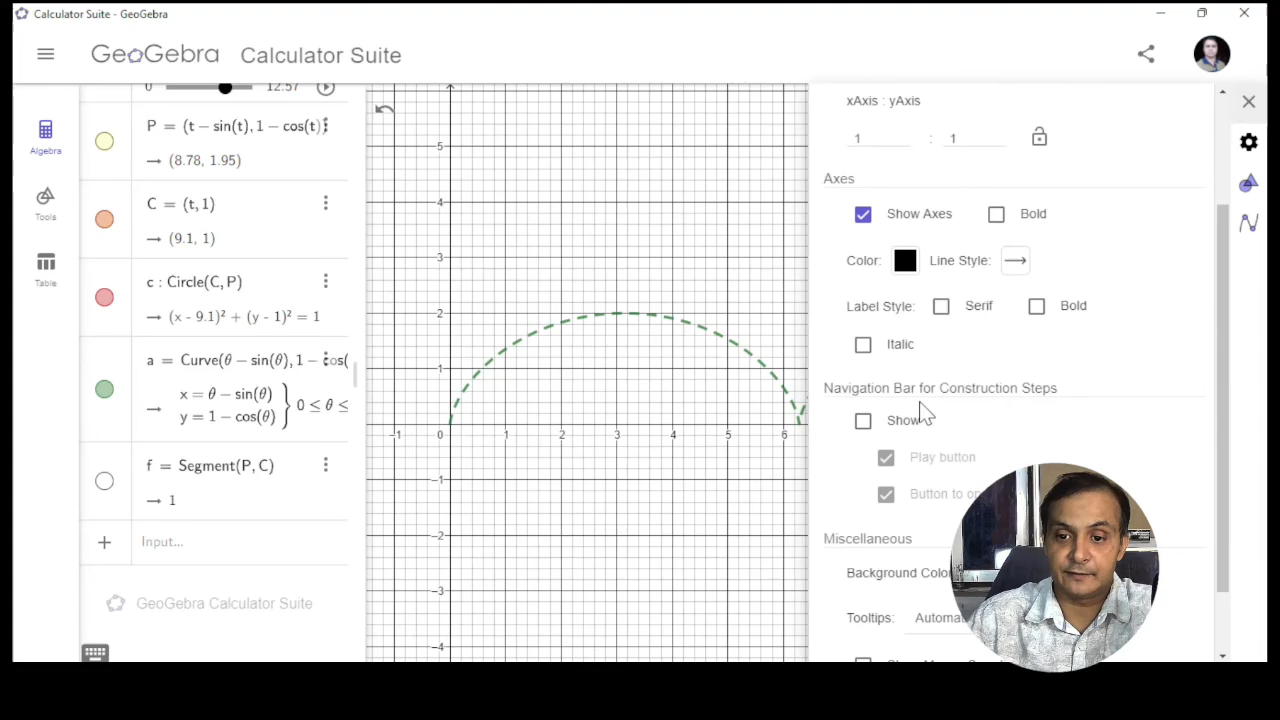 Calculator Suite - GeoGebra
GeoGebra Calculator Suite
0 12.57
Algebra
Tools
Table
P = (t − sin(t), 1 − cos(t))
→ (8.78, 1.95)
C = (t, 1)
→ (9.1, 1)
c : Circle(C, P)
→ (x - 9.1)² + (y - 1)² = 1
a = Curve(θ − sin(θ), 1 − cos(
x = θ − sin(θ)
→ } 0 ≤ θ ≤
y = 1 − cos(θ)
f = Segment(P, C)
→ 1
+ Input...
GeoGebra Calculator Suite
5
4
3
2
1
−1 0 1 2 3 4 5 6
−1
−2
−3
−4
xAxis : yAxis
1 : 1
Axes
Show Axes Bold
Color: Line Style:
Label Style: Serif Bold
Italic
Navigation Bar for Construction Steps
Show
Play button
Button to
Miscellaneous
Background Color
Tooltips: Automa